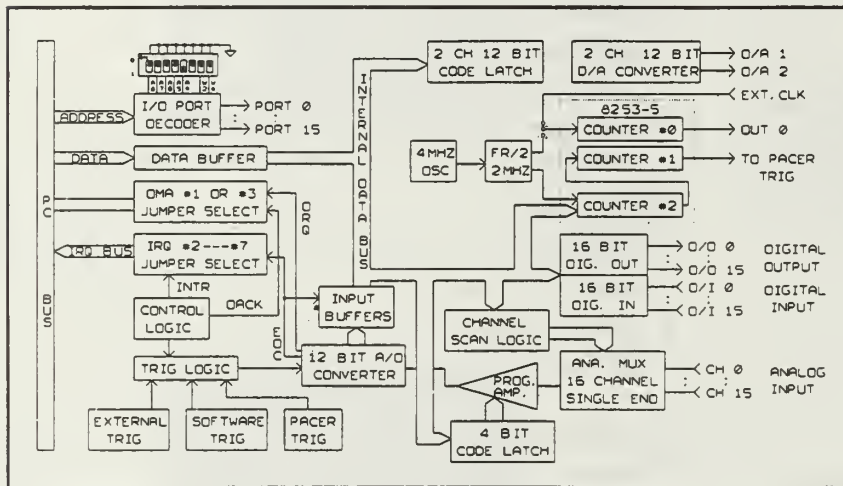 I/O PORT
DECODER
PORT 0
PORT 15
ADDRESS
DATA
DATA BUFFER
DMA #1 OR #3
JUMPER SELECT
DRQ
IRQ BUS
IRQ #2---#7
JUMPER SELECT
PC BUS
INTR
DACK
CONTROL
LOGIC
EOC
TRIG LOGIC
EXTERNAL
TRIG
SOFTWARE
TRIG
PACER
TRIG
INTERNAL DATA BUS
INPUT
BUFFERS
12 BIT A/D
CONVERTER
2 CH 12 BIT
CODE LATCH
2 CH 12 BIT
D/A CONVERTER
D/A 1
D/A 2
EXT.CLK
8253-5
4 MHZ
OSC
FR/2
2 MHZ
COUNTER #0
OUT 0
COUNTER #1
TO PACER
TRIG
COUNTER #2
16 BIT
DIG. OUT
D/O 0
D/O 15
DIGITAL
OUTPUT
16 BIT
DIG. IN
D/I 0
D/I 15
DIGITAL
INPUT
CHANNEL
SCAN LOGIC
PROG.
AMP.
ANA. MUX
16 CHANNEL
SINGLE END
CH 0
CH 15
ANALOG
INPUT
4 BIT
CODE LATCH